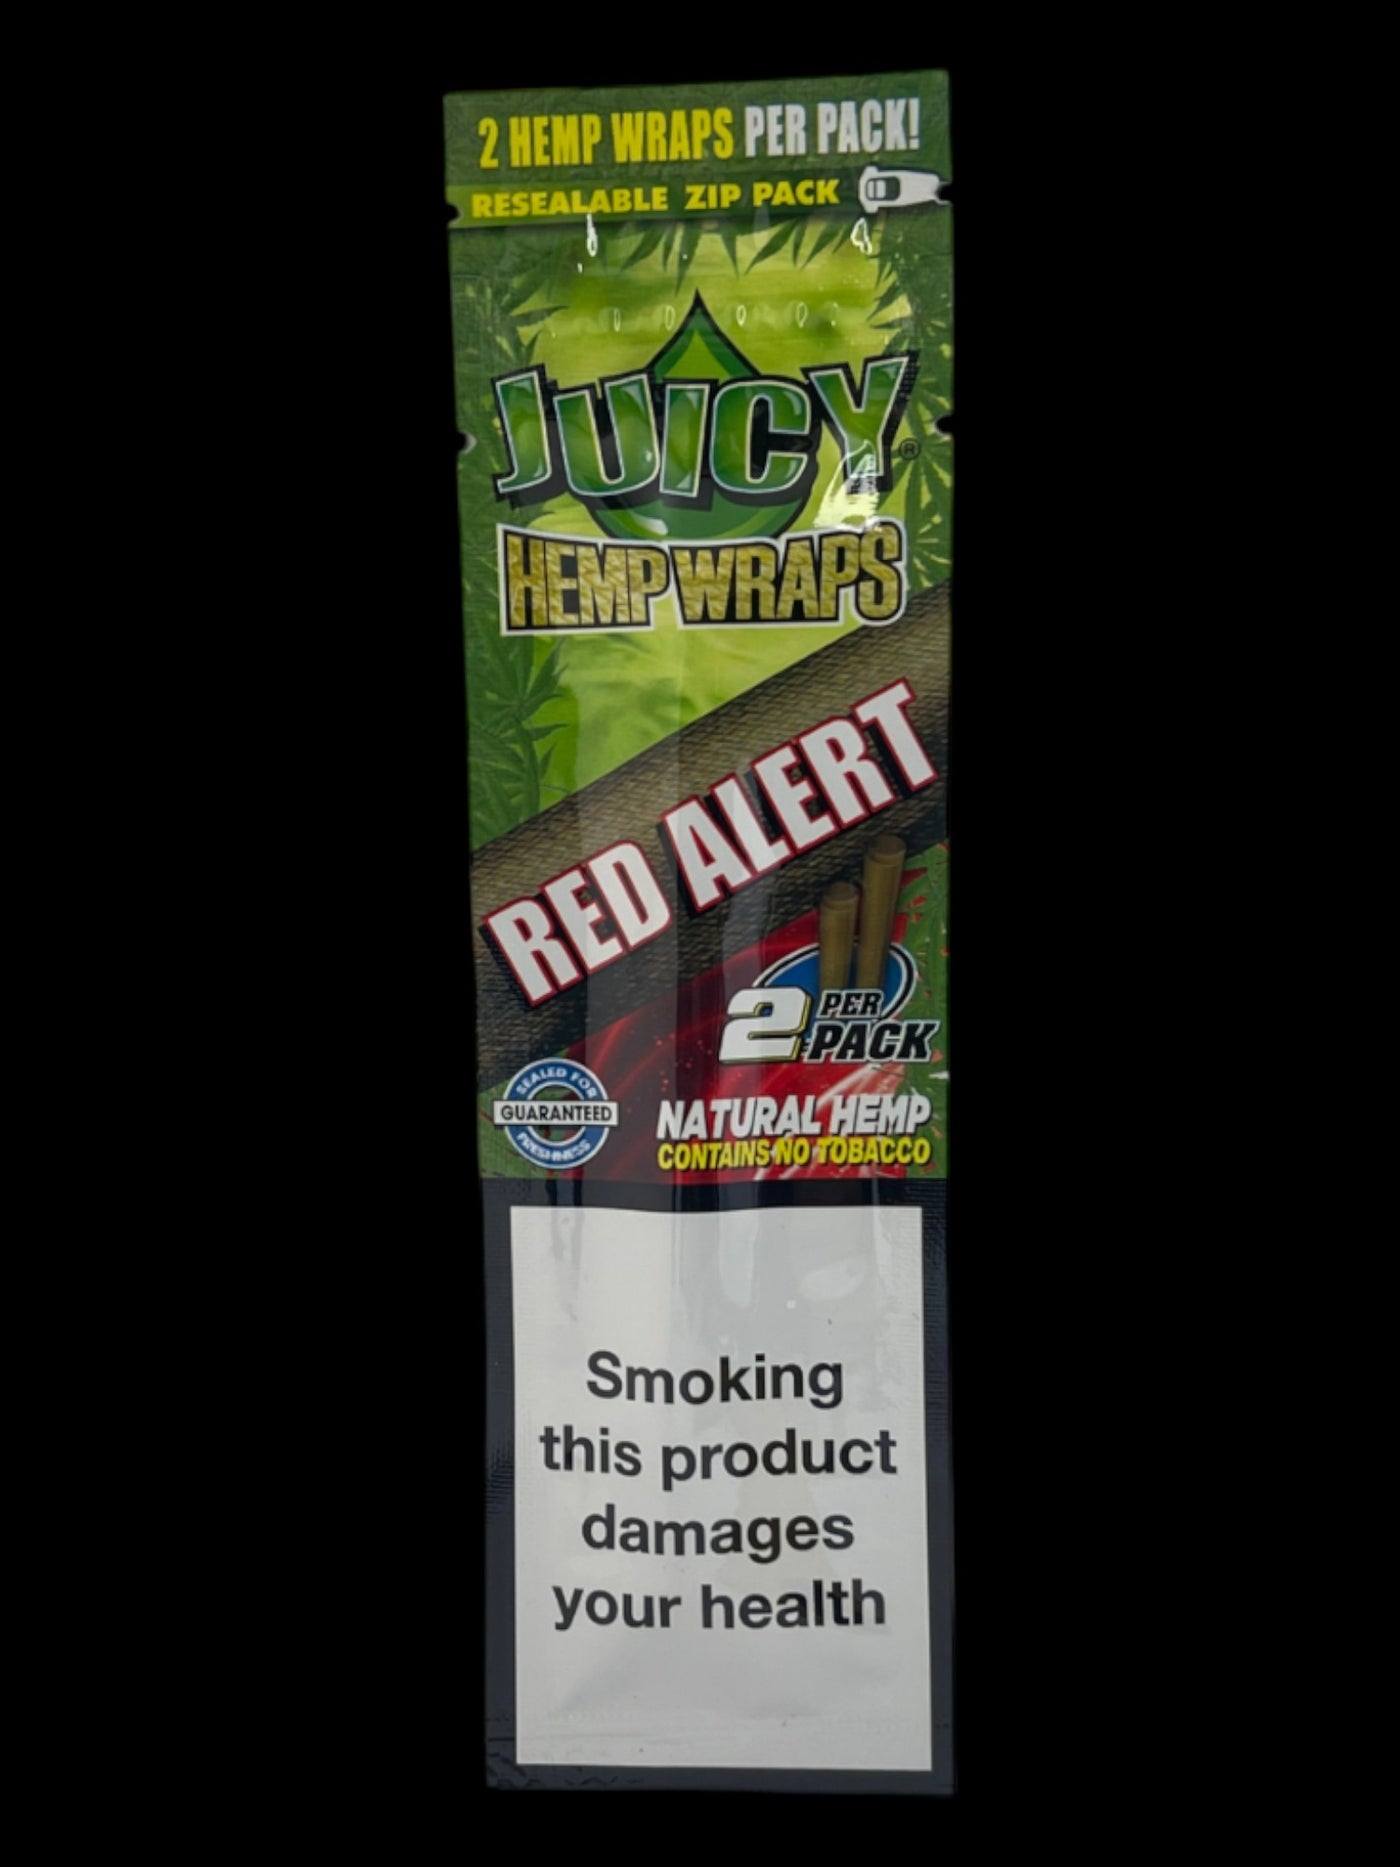 2 HEMP WRAPS PER PACK!
RESEALABLE ZIP PACK
JUICY®
HEMP WRAPS
RED ALERT
2 PER
PACK
SEALED FOR
GUARANTEED
FRESHNESS
NATURAL HEMP
CONTAINS NO TOBACCO
Smoking
this product
damages
your health